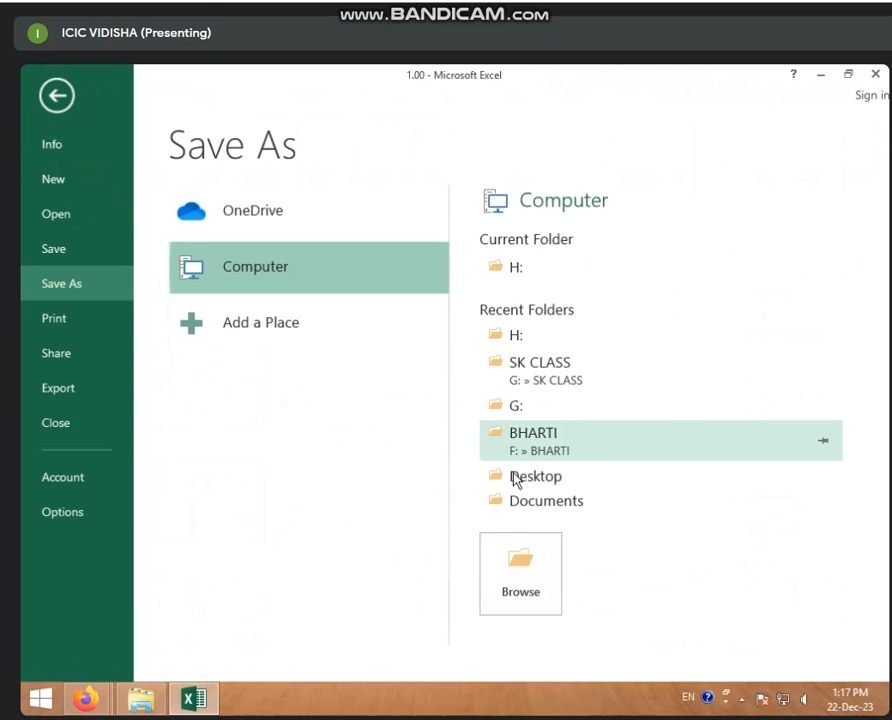 www.BANDICAM.com
I ICIC VIDISHA (Presenting)
1.00 - Microsoft Excel
?
Sign in
Info
New
Open
Save
Save As
Print
Share
Export
Close
Account
Options
Save As
OneDrive
Computer
Add a Place
Computer
Current Folder
H:
Recent Folders
H:
SK CLASS
G: » SK CLASS
G:
BHARTI
F: » BHARTI
Desktop
Documents
Browse
EN
1:17 PM
22-Dec-23